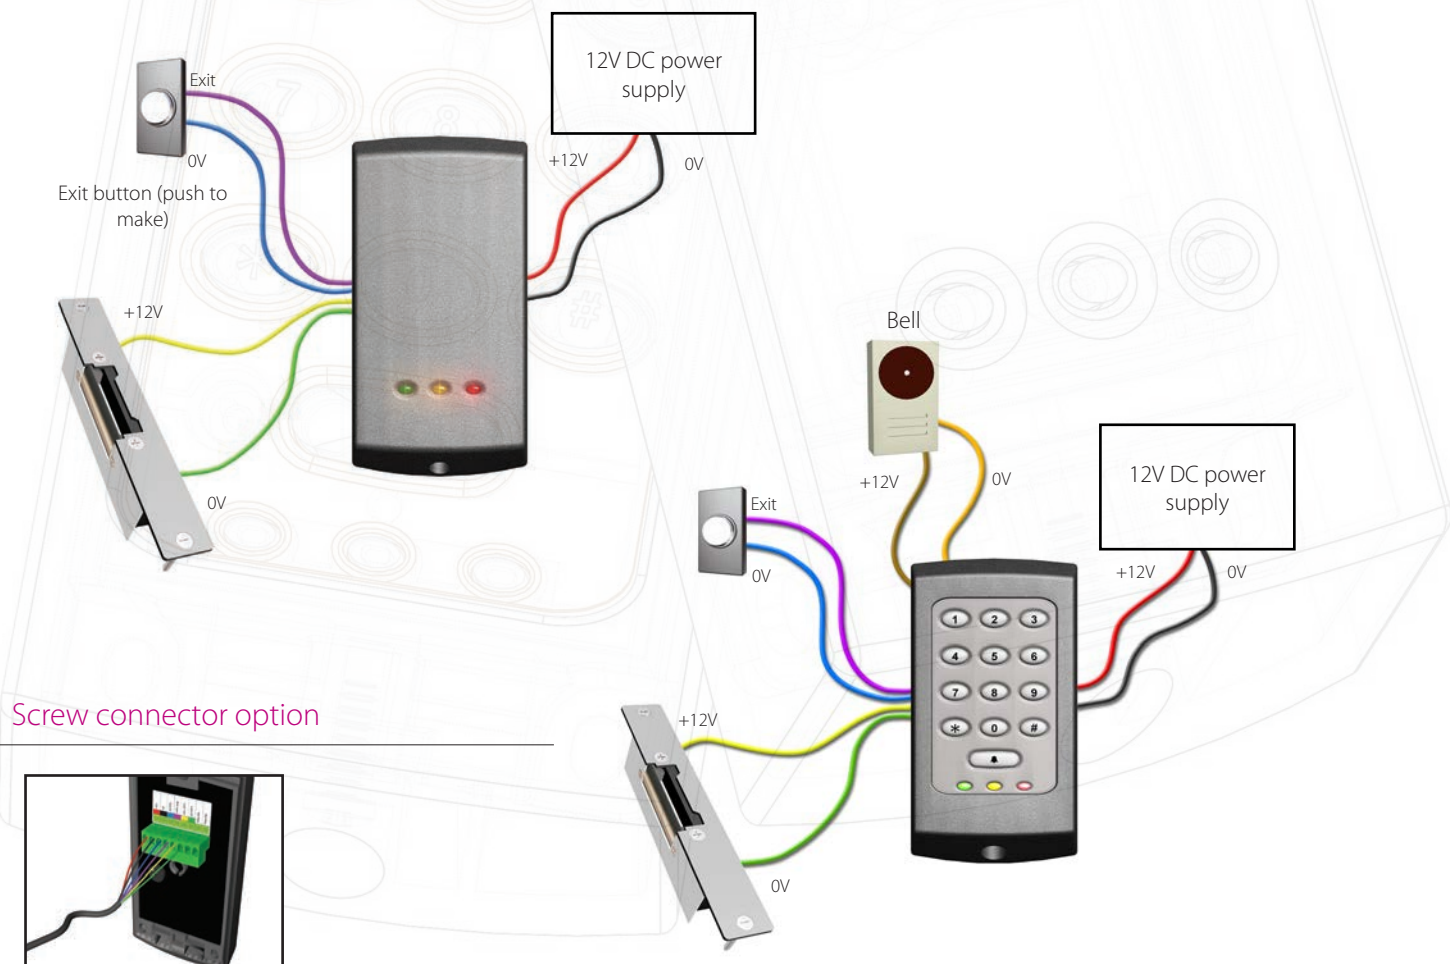 12V DC power
supply
Exit
+12V
0V
0V
Exit button (push to
make)
+12V
0V
Bell
+12V
0V
12V DC power
supply
Exit
0V
+12V
0V
1 2 3
4 5 6
7 8 9
* 0 #
+12V
0V
Screw connector option
7
8
*
#